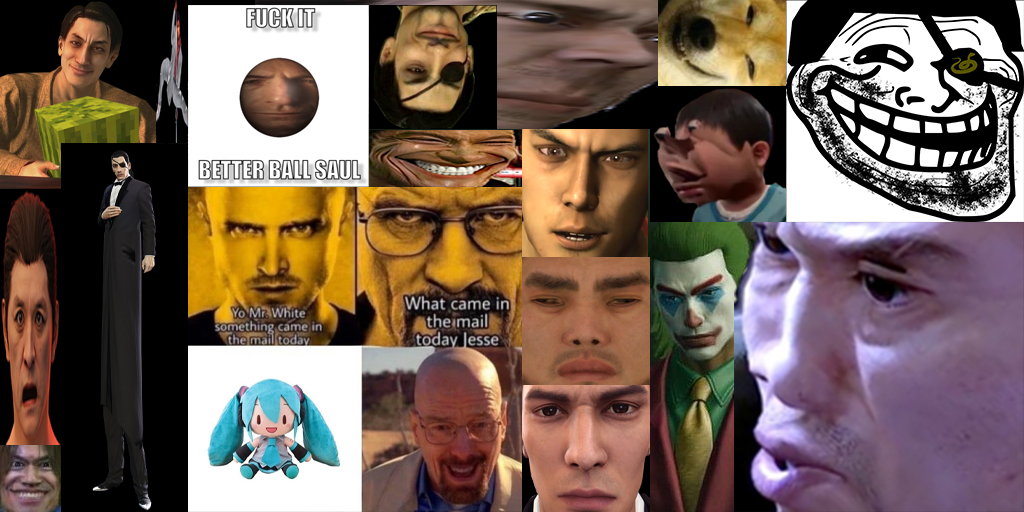 FUCK IT
BETTER BALL SAUL
Yo Mr White
something came in
the mail today
What came in
the mail
today Jesse